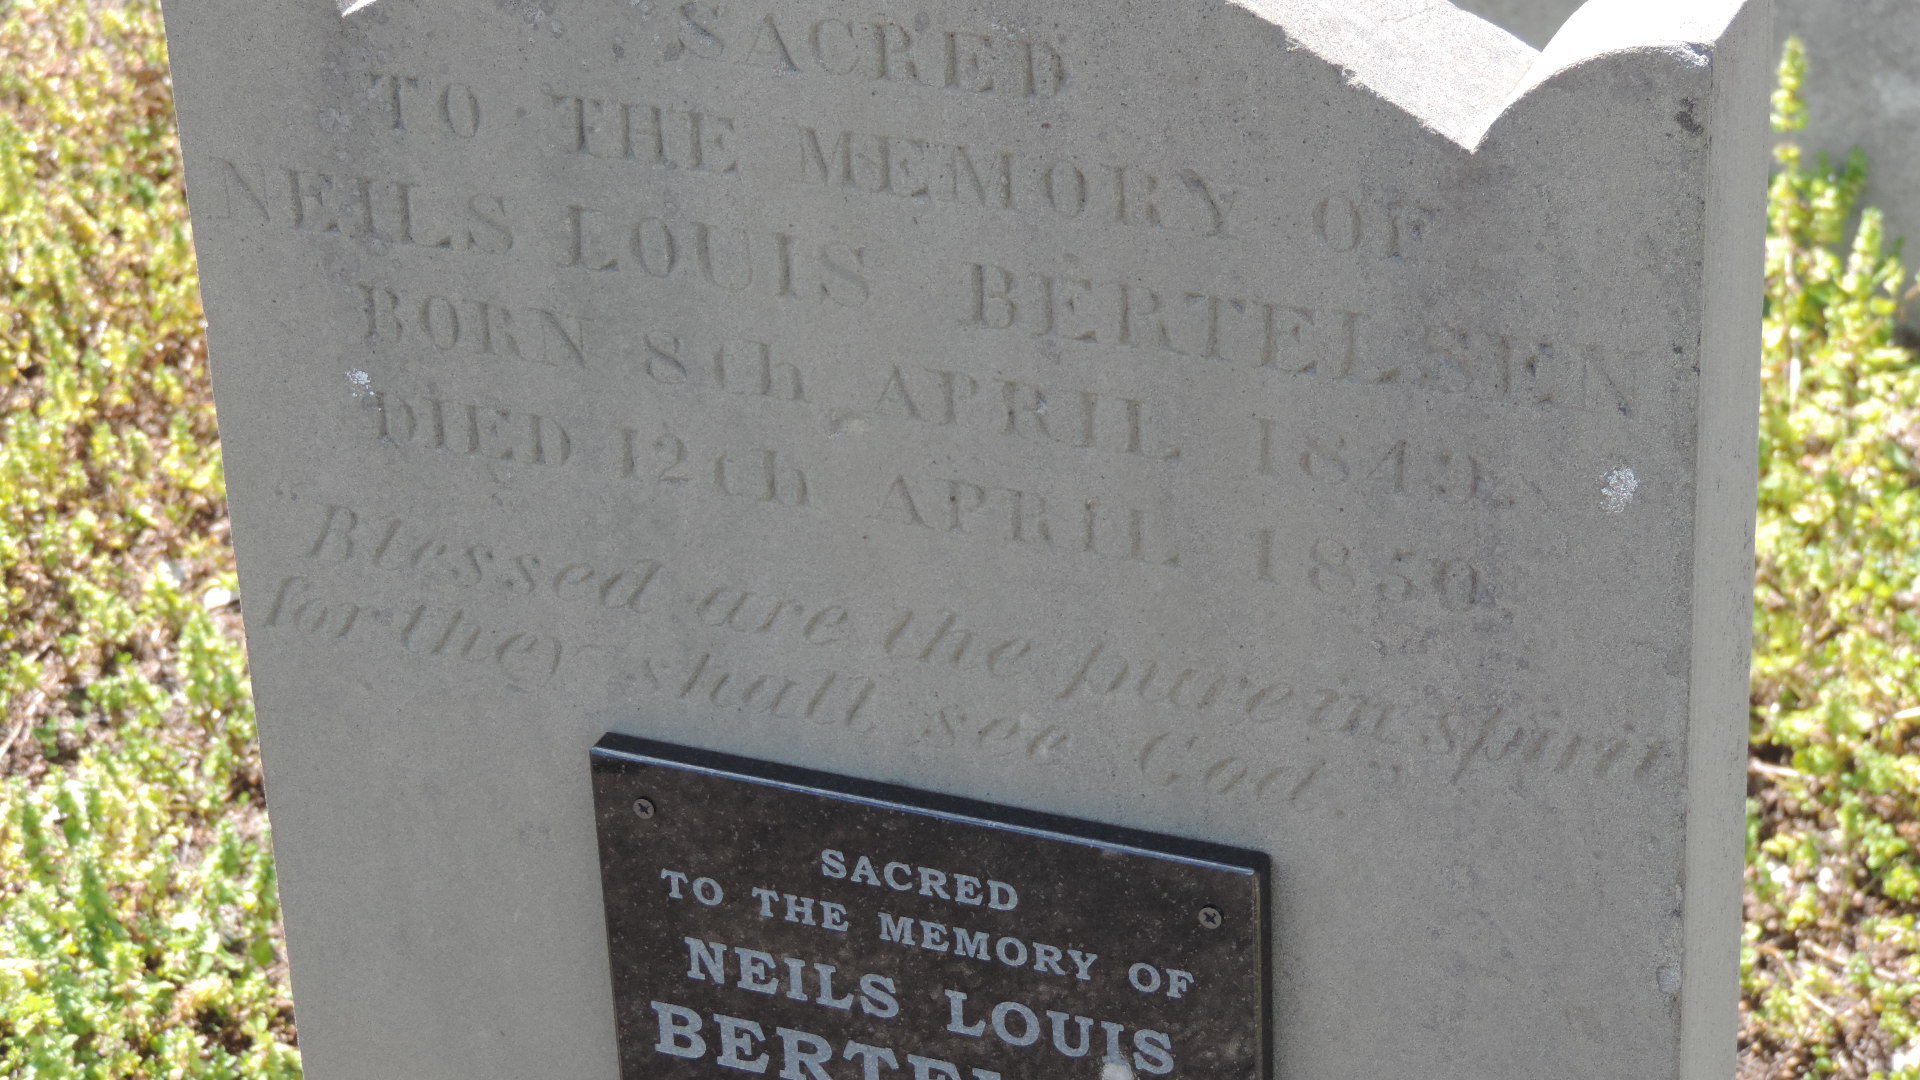 SACRED
TO THE MEMORY OF
NEILS LOUIS BERTELSEN
BORN 8th APRIL 1849.
DIED 12th APRIL 1850.
"Blessed are the pure in spirit
for they shall see God"
SACRED
TO THE MEMORY OF
NEILS LOUIS